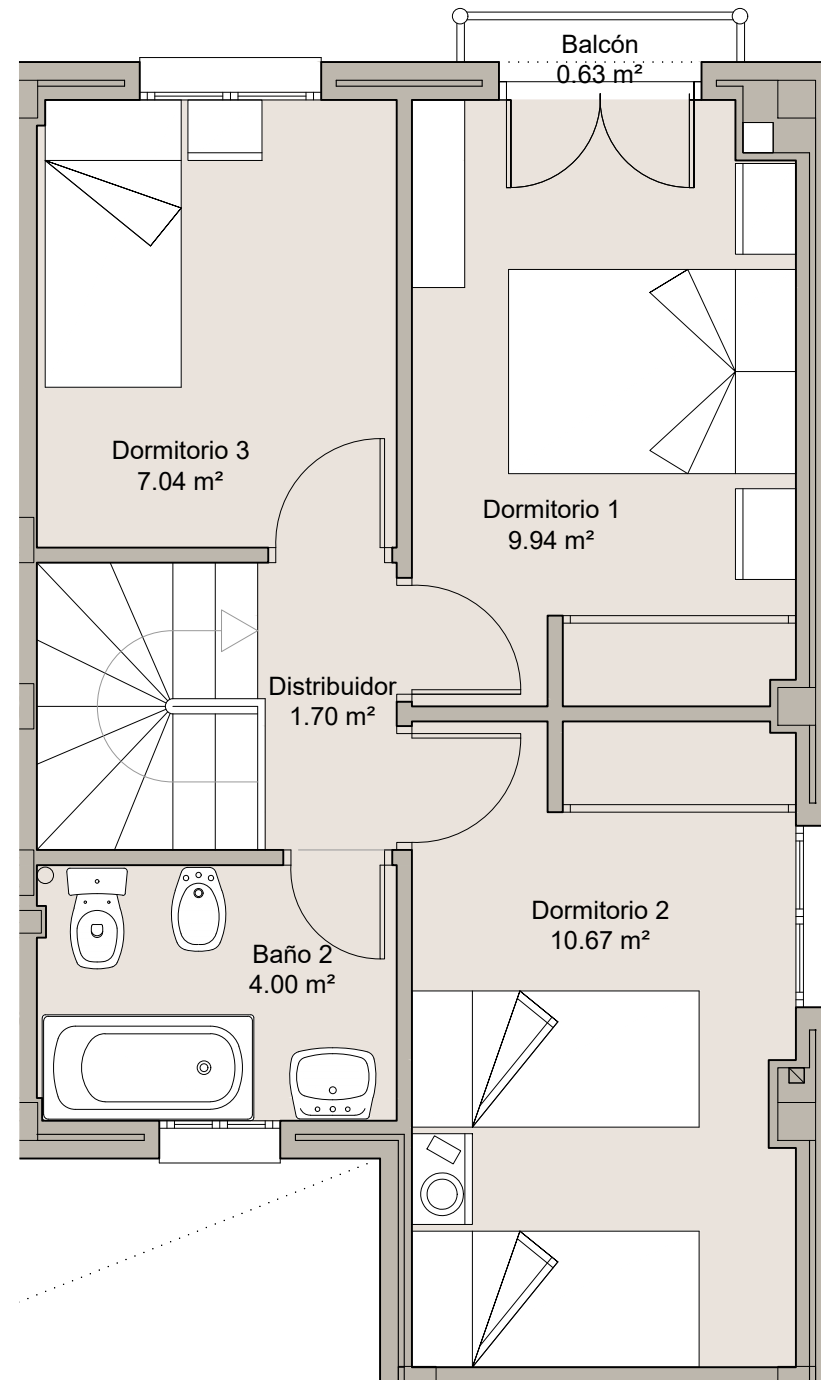 Balcón
0.63 m²
Dormitorio 3
7.04 m²
Dormitorio 1
9.94 m²
Distribuidor
1.70 m²
Dormitorio 2
10.67 m²
Baño 2
4.00 m²